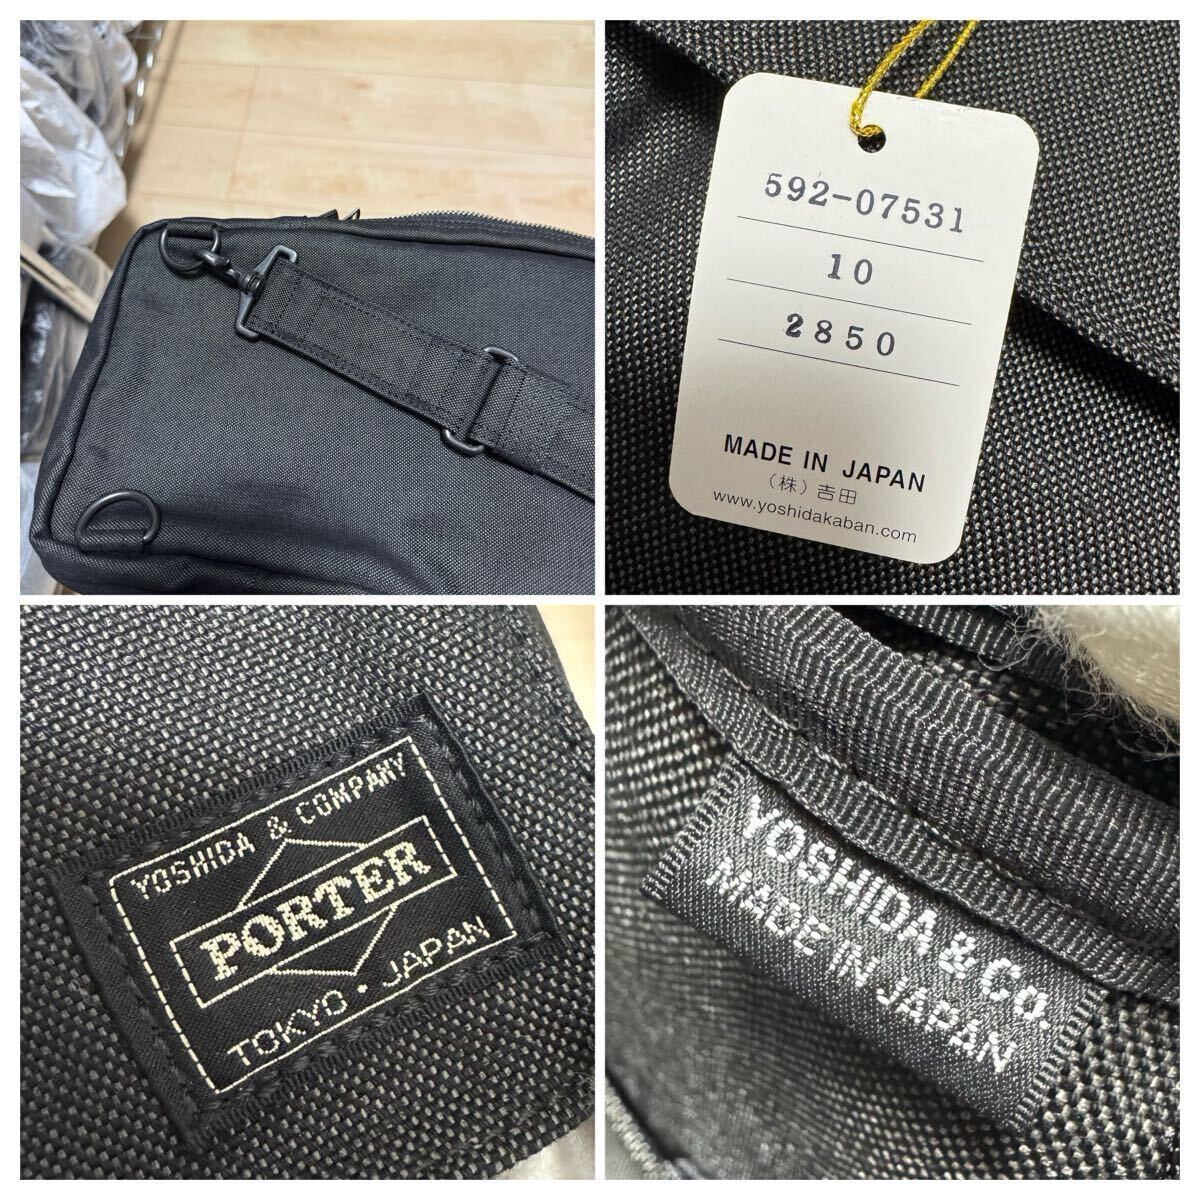 592-07531
10
2850
MADE IN JAPAN
(株)吉田
www.yoshidakaban.com
YOSHIDA & COMPANY
PORTER
TOKYO・JAPAN
YOSHIDA & CO.
MADE IN JAPAN